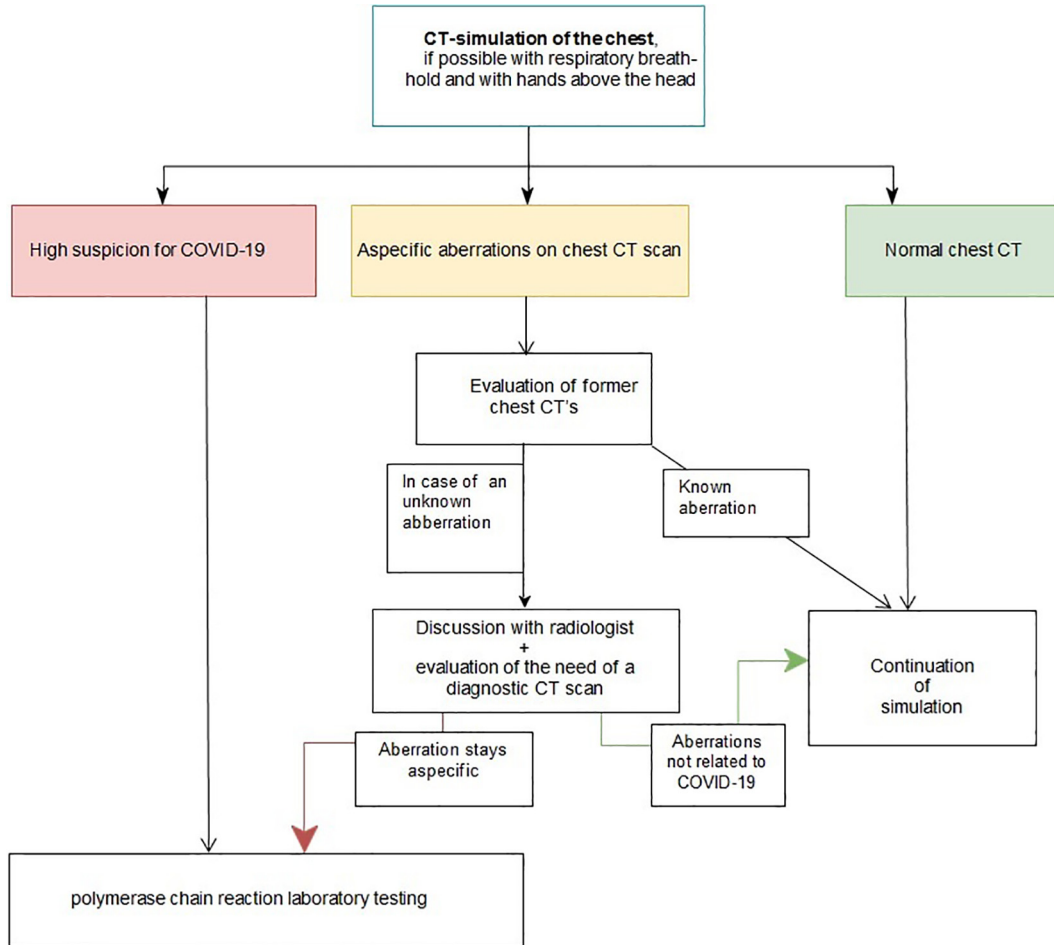 CT-simulation of the chest,
if possible with respiratory breath-
hold and with hands above the head
High suspicion for COVID-19
Aspecific aberrations on chest CT scan
Normal chest CT
Evaluation of former
chest CT's
In case of an
unknown
abberration
Known
aberration
Discussion with radiologist
+
evaluation of the need of a
diagnostic CT scan
Continuation
of
simulation
Aberration stays
aspecific
Aberrations
not related to
COVID-19
polymerase chain reaction laboratory testing